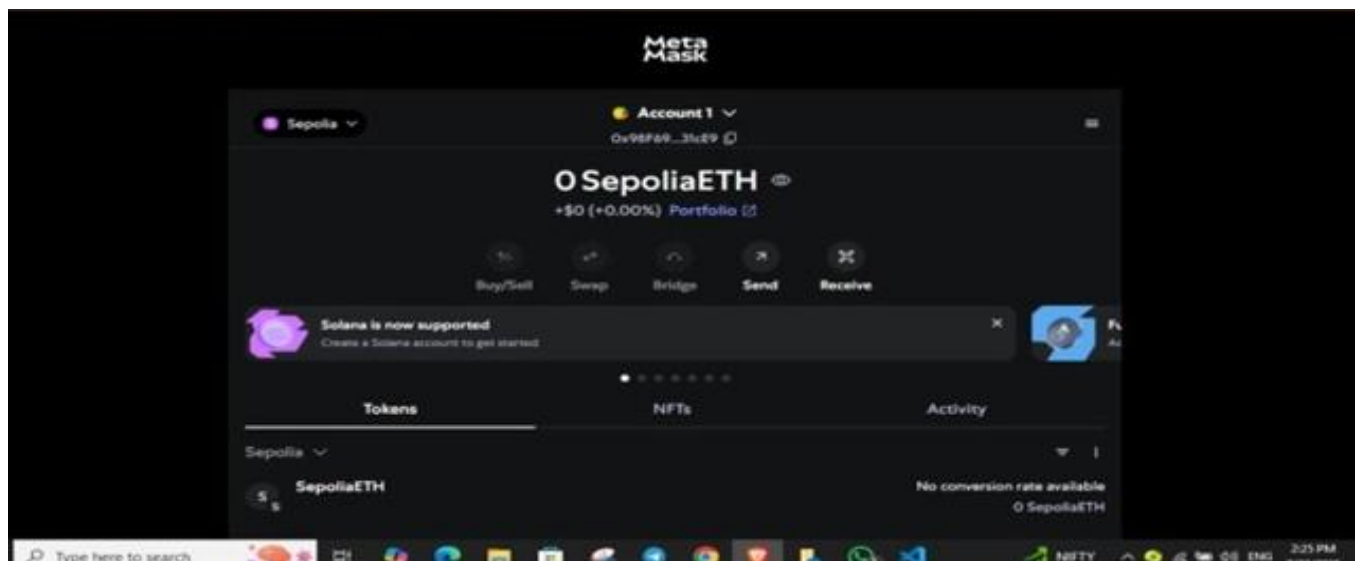 Meta
Mask
Sepolia
Account 1
0x98F69...31cE9
0 SepoliaETH
+$0 (+0.00%) Portfolio
Buy/Sell Swap Bridge Send Receive
Solana is now supported
Create a Solana account to get started
Tokens NFTs Activity
Sepolia
SepoliaETH
No conversion rate available
0 SepoliaETH
Type here to search
NIFTY
ENG
2:25 PM